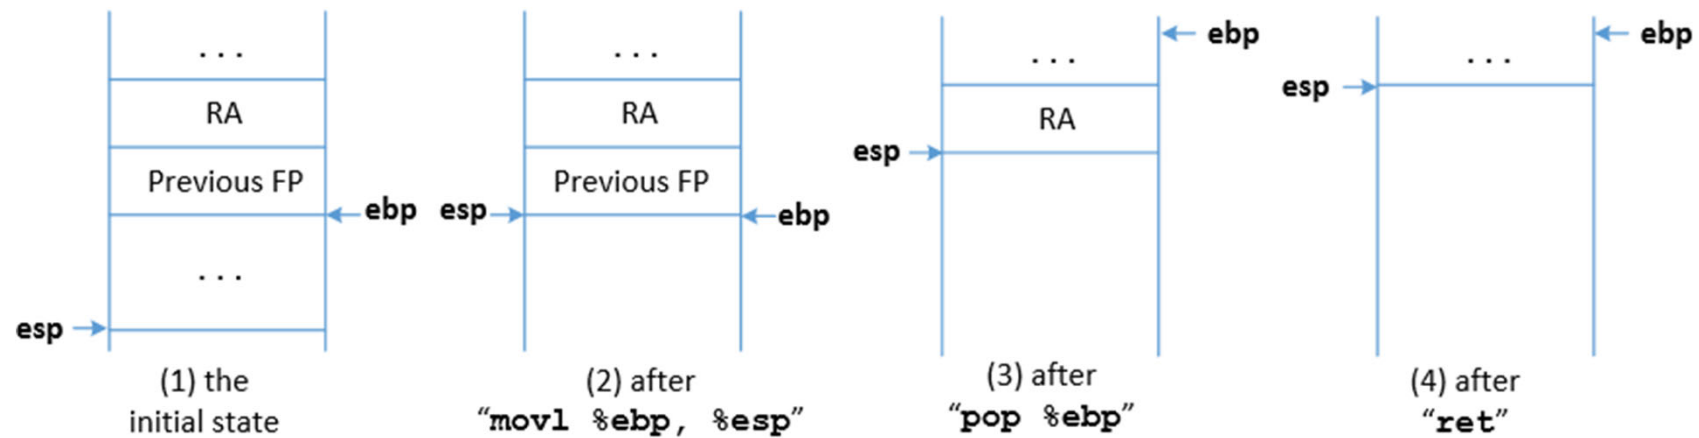 ...
RA
Previous FP
ebp
...
esp
(1) the
initial state
...
RA
Previous FP
esp
ebp
(2) after
“movl %ebp, %esp”
ebp
...
RA
esp
(3) after
“pop %ebp”
ebp
...
esp
(4) after
“ret”